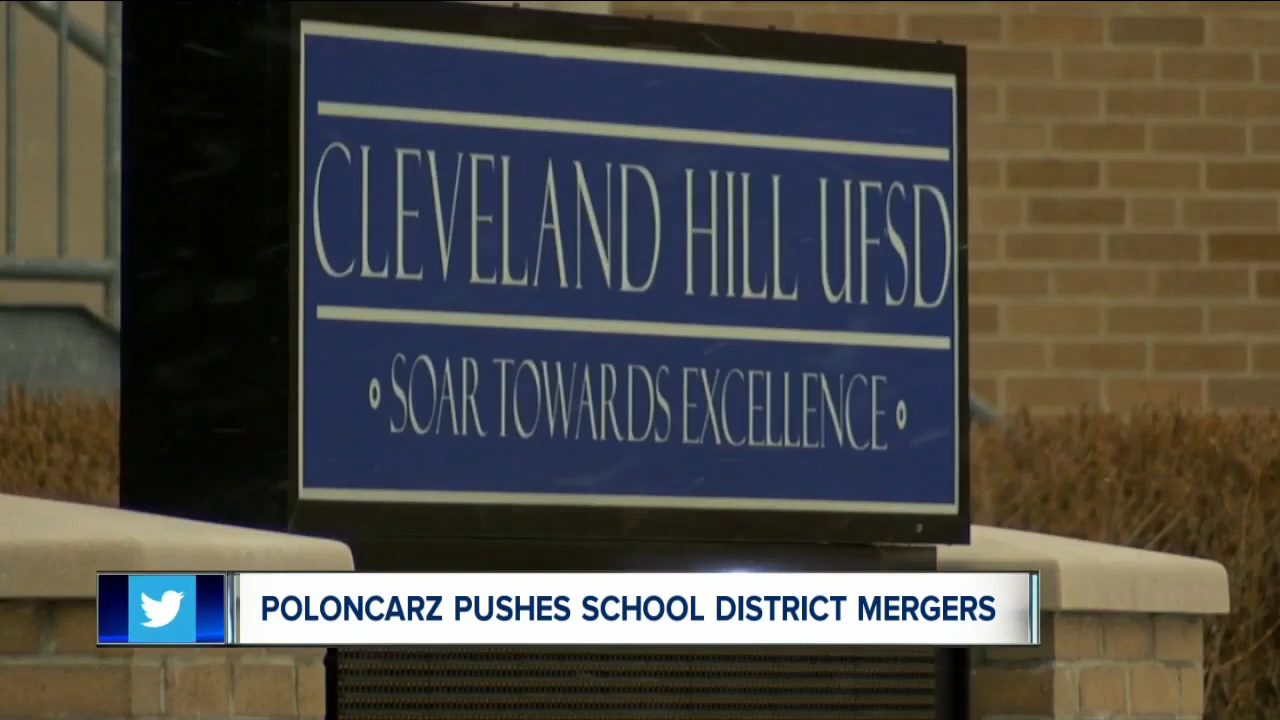 CLEVELAND HILL UFSD
• SOAR TOWARDS EXCELLENCE •
POLONCARZ PUSHES SCHOOL DISTRICT MERGERS